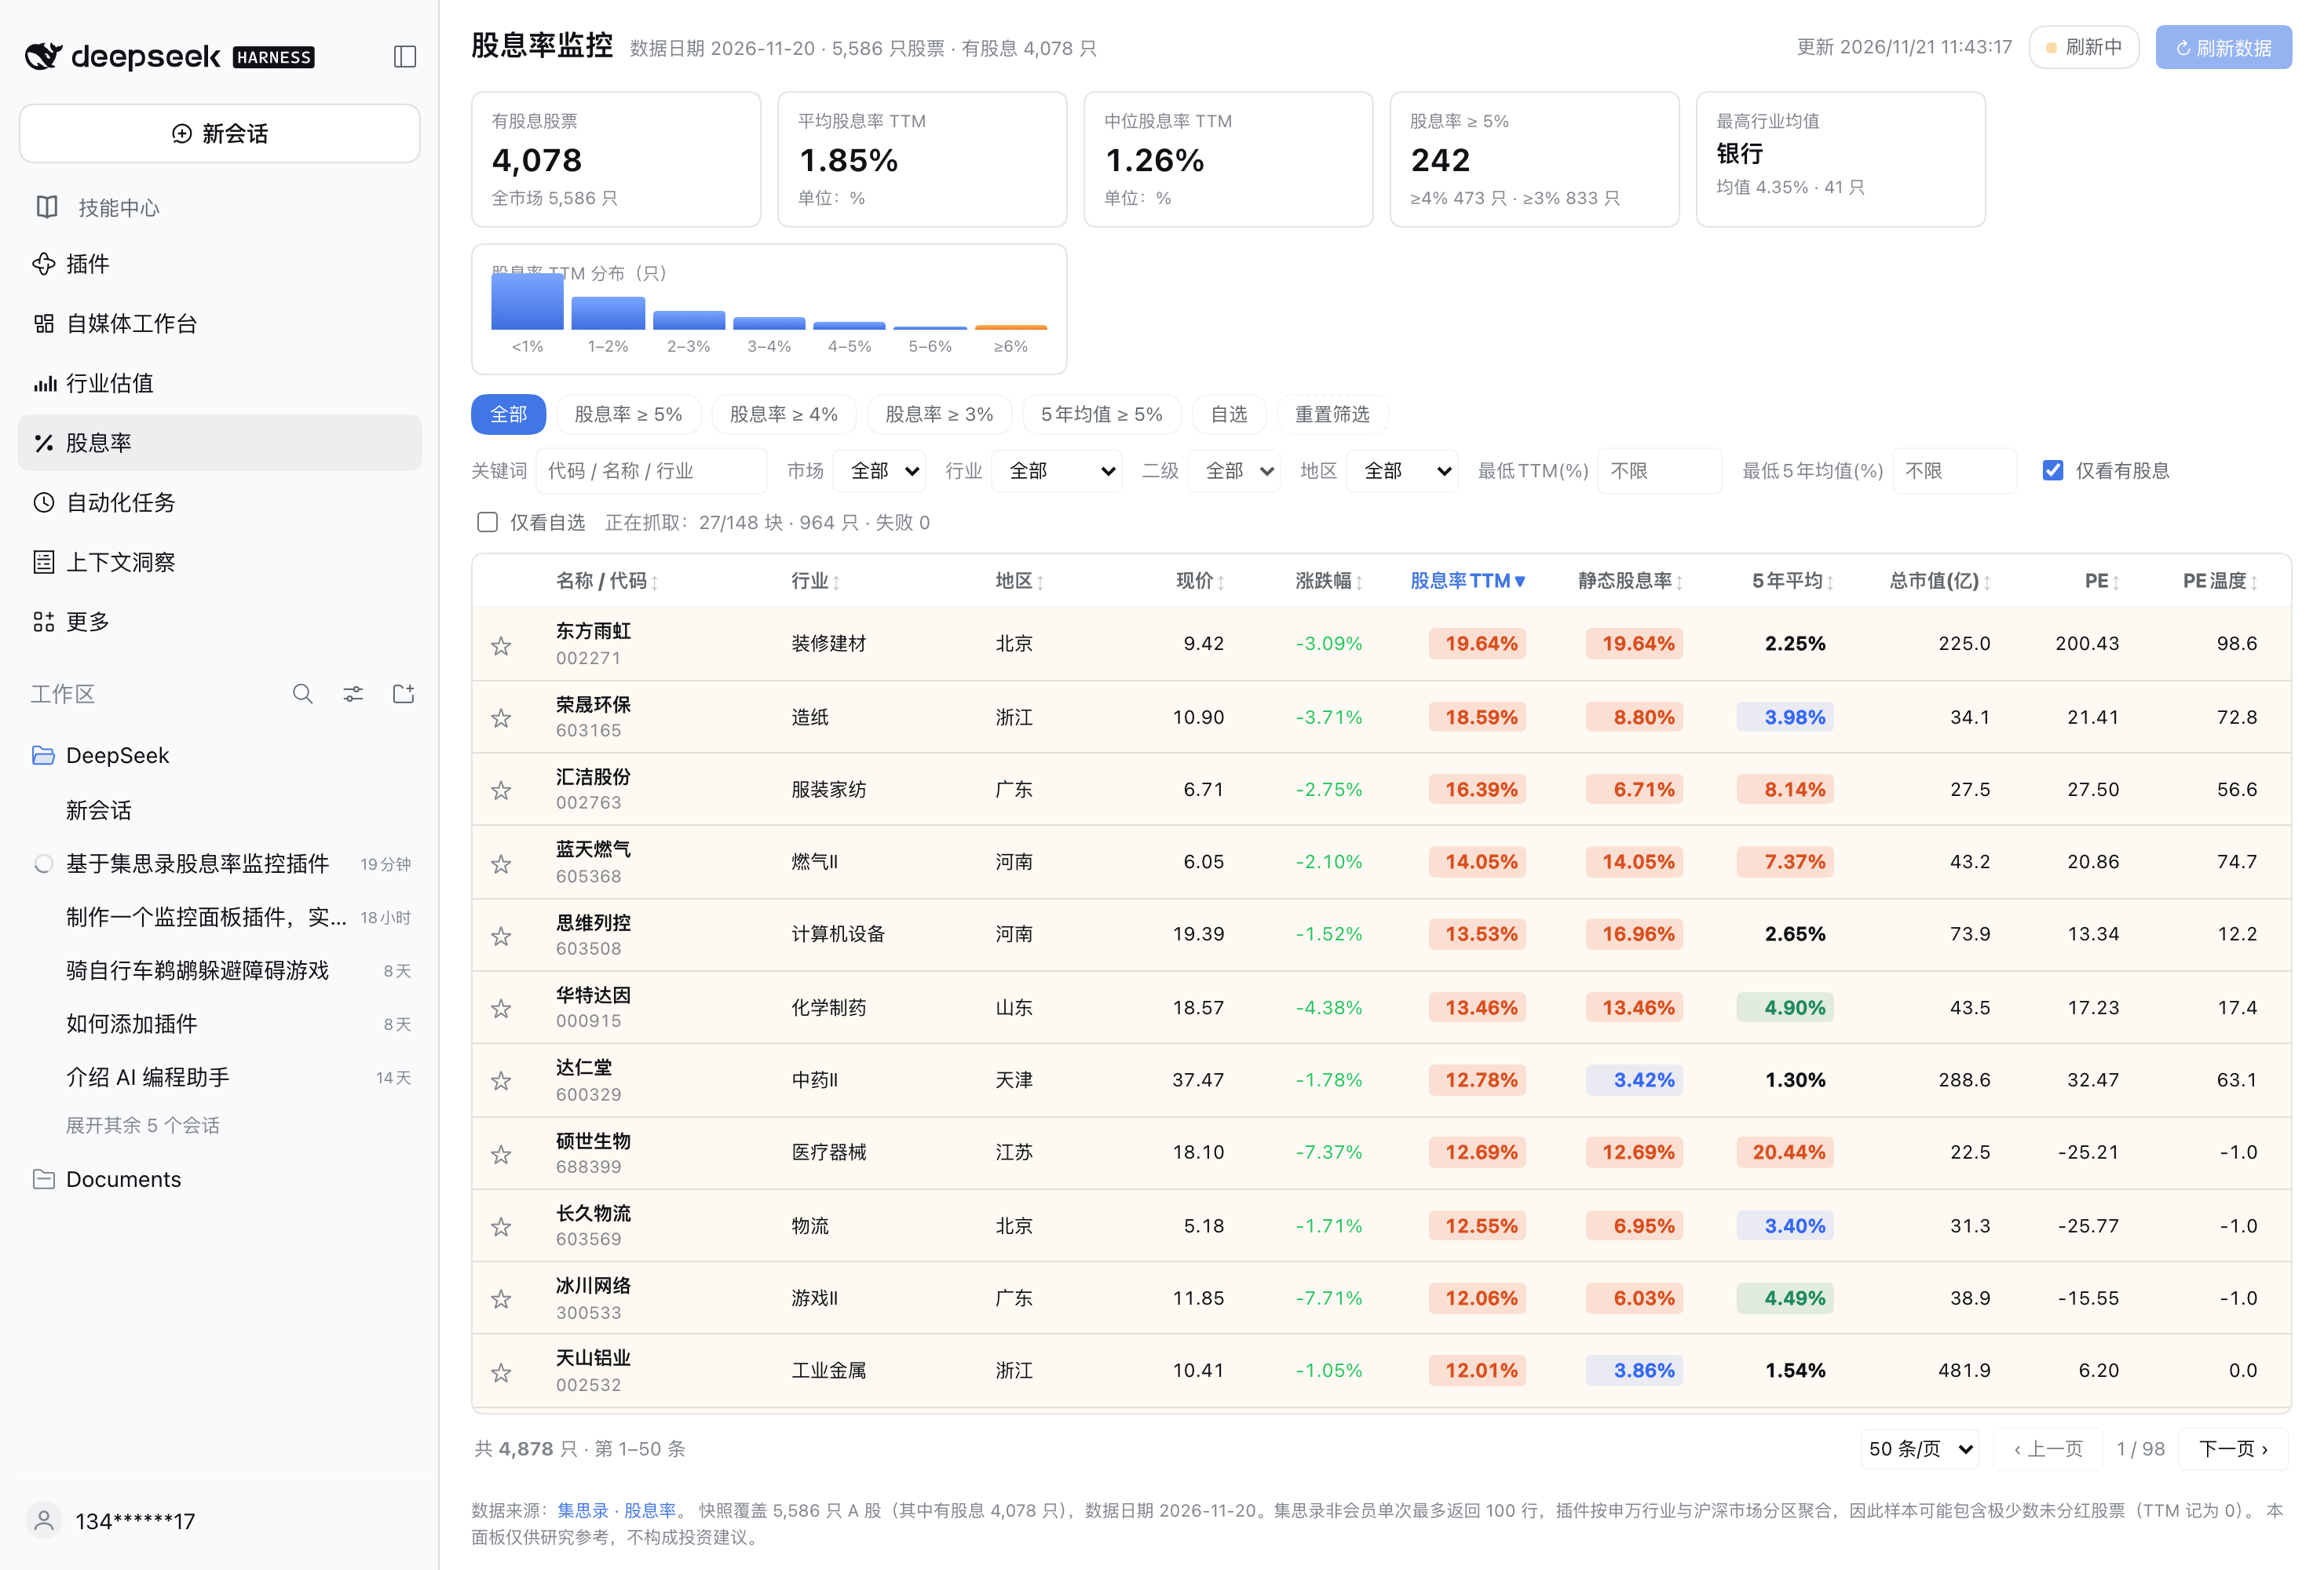 deepseek HARNESS
新会话
技能中心
插件
自媒体工作台
行业估值
股息率
自动化任务
上下文洞察
更多
工作区
DeepSeek
新会话
基于集思录股息率监控插件 19分钟
制作一个监控面板插件，实... 18小时
骑自行车鹈鹕躲避障碍游戏 8天
如何添加插件 8天
介绍 AI 编程助手 14天
展开其余 5 个会话
Documents
134******17
股息率监控 数据日期 2026-11-20 · 5,586 只股票 · 有股息 4,078 只
更新 2026/11/21 11:43:17 刷新中 刷新数据
有股息股票
4,078
全市场 5,586 只
平均股息率 TTM
1.85%
单位：%
中位股息率 TTM
1.26%
单位：%
股息率 ≥ 5%
242
≥4% 473 只 · ≥3% 833 只
最高行业均值
银行
均值 4.35% · 41 只
股息率 TTM 分布（只）
<1% 1–2% 2–3% 3–4% 4–5% 5–6% ≥6%
全部 股息率 ≥ 5% 股息率 ≥ 4% 股息率 ≥ 3% 5年均值 ≥ 5% 自选 重置筛选
关键词 代码 / 名称 / 行业 市场 全部 行业 全部 二级 全部 地区 全部 最低TTM(%) 不限 最低5年均值(%) 不限 仅看有股息
仅看自选 正在抓取：27/148 块 · 964 只 · 失败 0
名称 / 代码↕ 行业↕ 地区↕ 现价↕ 涨跌幅↕ 股息率TTM▼ 静态股息率↕ 5年平均↕ 总市值(亿)↕ PE↕ PE温度↕
东方雨虹 装修建材 北京 9.42 -3.09% 19.64% 19.64% 2.25% 225.0 200.43 98.6
002271
荣晟环保 造纸 浙江 10.90 -3.71% 18.59% 8.80% 3.98% 34.1 21.41 72.8
603165
汇洁股份 服装家纺 广东 6.71 -2.75% 16.39% 6.71% 8.14% 27.5 27.50 56.6
002763
蓝天燃气 燃气II 河南 6.05 -2.10% 14.05% 14.05% 7.37% 43.2 20.86 74.7
605368
思维列控 计算机设备 河南 19.39 -1.52% 13.53% 16.96% 2.65% 73.9 13.34 12.2
603508
华特达因 化学制药 山东 18.57 -4.38% 13.46% 13.46% 4.90% 43.5 17.23 17.4
000915
达仁堂 中药II 天津 37.47 -1.78% 12.78% 3.42% 1.30% 288.6 32.47 63.1
600329
硕世生物 医疗器械 江苏 18.10 -7.37% 12.69% 12.69% 20.44% 22.5 -25.21 -1.0
688399
长久物流 物流 北京 5.18 -1.71% 12.55% 6.95% 3.40% 31.3 -25.77 -1.0
603569
冰川网络 游戏II 广东 11.85 -7.71% 12.06% 6.03% 4.49% 38.9 -15.55 -1.0
300533
天山铝业 工业金属 浙江 10.41 -1.05% 12.01% 3.86% 1.54% 481.9 6.20 0.0
002532
共 4,878 只 · 第 1–50 条 50 条/页 ‹ 上一页 1 / 98 下一页 ›
数据来源：集思录 · 股息率。 快照覆盖 5,586 只 A 股（其中有股息 4,078 只），数据日期 2026-11-20。集思录非会员单次最多返回 100 行，插件按申万行业与沪深市场分区聚合，因此样本可能包含极少数未分红股票（TTM 记为 0）。 本
面板仅供研究参考，不构成投资建议。